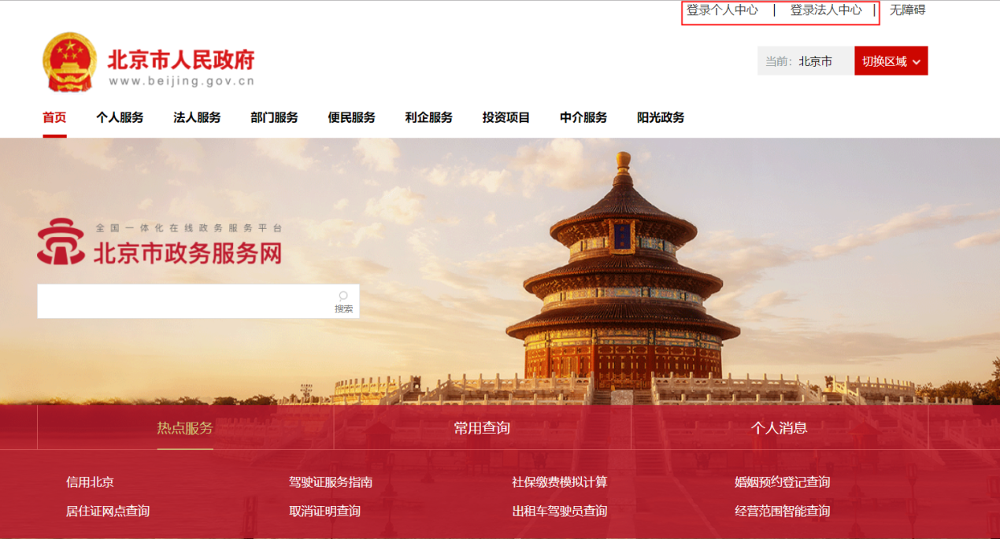 登录个人中心 | 登录法人中心 | 无障碍
北京市人民政府
www.beijing.gov.cn
当前：北京市 切换区域
首页 个人服务 法人服务 部门服务 便民服务 利企服务 投资项目 中介服务 阳光政务
全国一体化在线政务服务平台
北京市政务服务网
搜索
热点服务 常用查询 个人消息
信用北京 驾驶证服务指南 社保缴费模拟计算 婚姻预约登记查询
居住证网点查询 取消证明查询 出租车驾驶员查询 经营范围智能查询